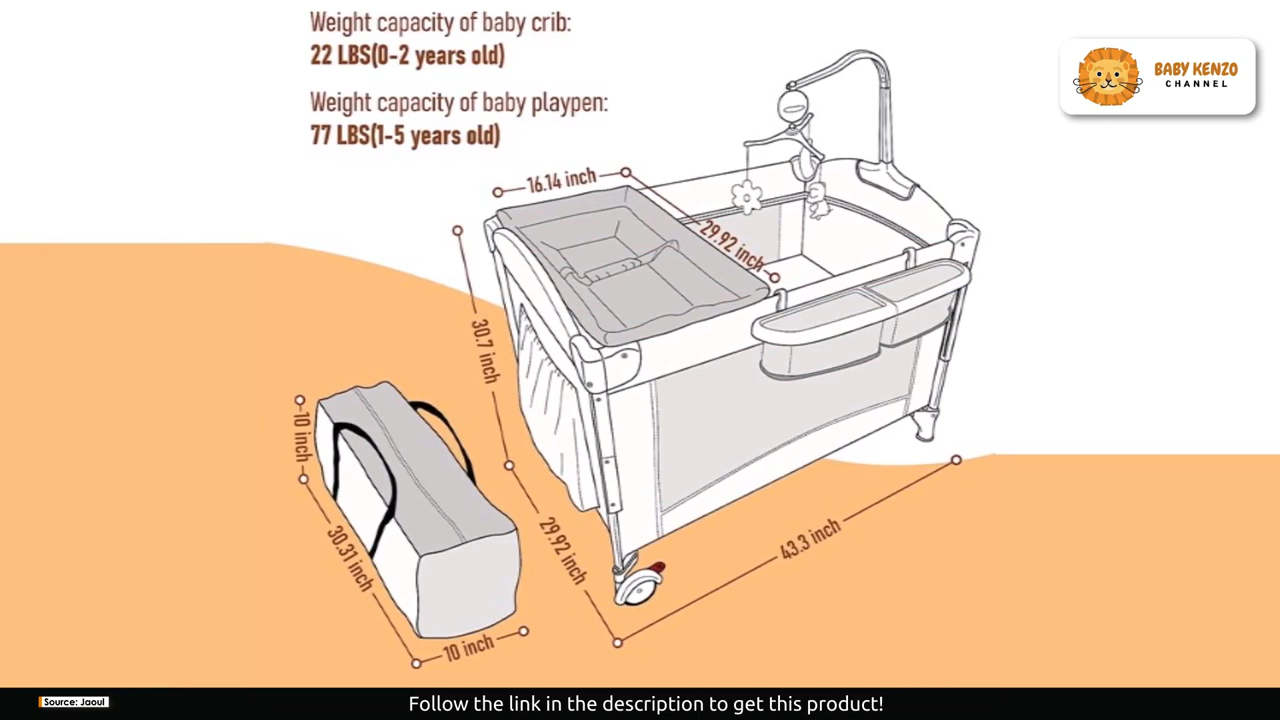 Weight capacity of baby crib:
22 LBS(0-2 years old)
Weight capacity of baby playpen:
77 LBS(1-5 years old)
BABY KENZO
CHANNEL
16.14 inch
29.92 inch
30.7 inch
10 inch
30.31 inch
10 inch
29.92 inch
43.3 inch
Source: Jaoul
Follow the link in the description to get this product!